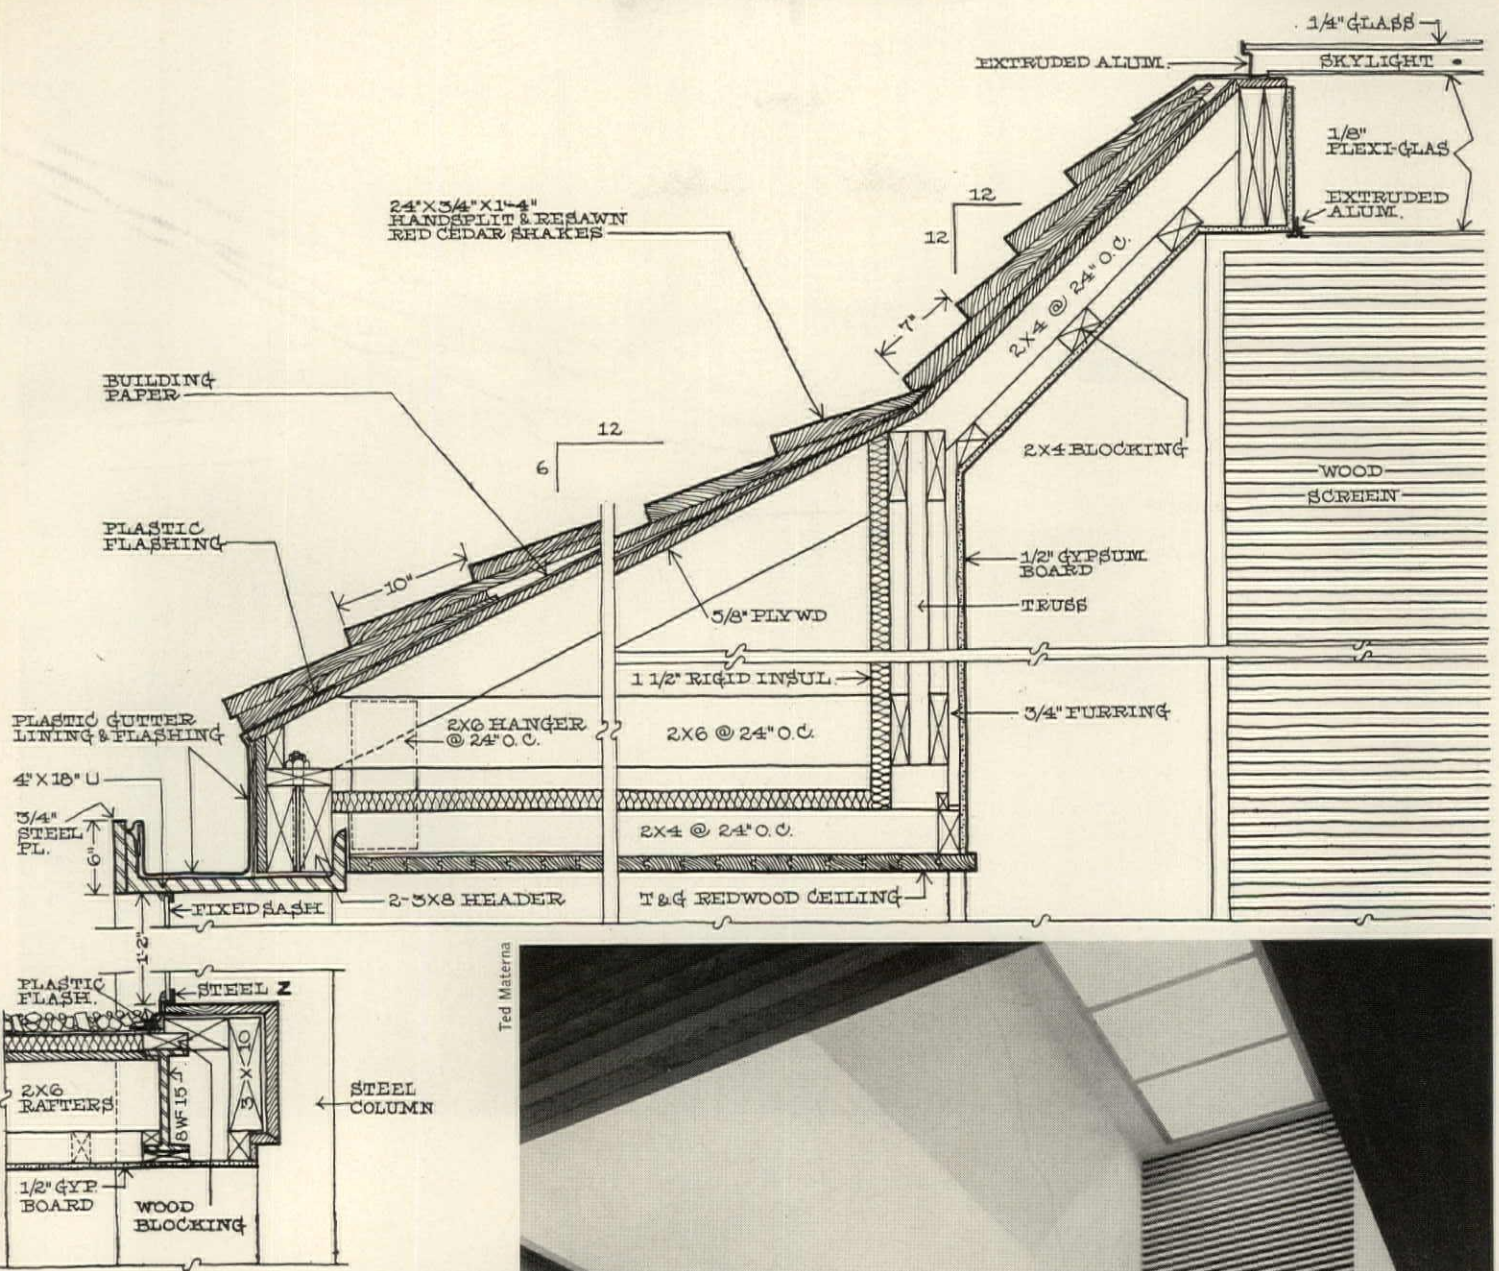 1/4" GLASS
EXTRUDED ALUM.
SKYLIGHT
1/8"
PLEXI-GLAS
EXTRUDED
ALUM.
24"X3/4"X1'-4"
HANDSPLIT & RESAWN
RED CEDAR SHAKES
12
12
2X4 @ 24" O.C.
7"
BUILDING
PAPER
12
6
2X4 BLOCKING
WOOD
SCREEN
PLASTIC
FLASHING
10"
1/2" GYPSUM
BOARD
TRUSS
5/8" PLYWD
1 1/2" RIGID INSUL.
3/4" FURRING
PLASTIC GUTTER
LINING & FLASHING
2X6 HANGER
@ 24" O.C.
2X6 @ 24" O.C.
4"X18" U
3/4"
STEEL
PL.
6"
2X4 @ 24" O.C.
2-3X8 HEADER
T&G REDWOOD CEILING
FIXED SASH
1'-2"
PLASTIC
FLASH.
STEEL Z
Ted Materna
2X6
RAFTERS
8WF15
3 X 10
STEEL
COLUMN
1/2" GYP.
BOARD
WOOD
BLOCKING